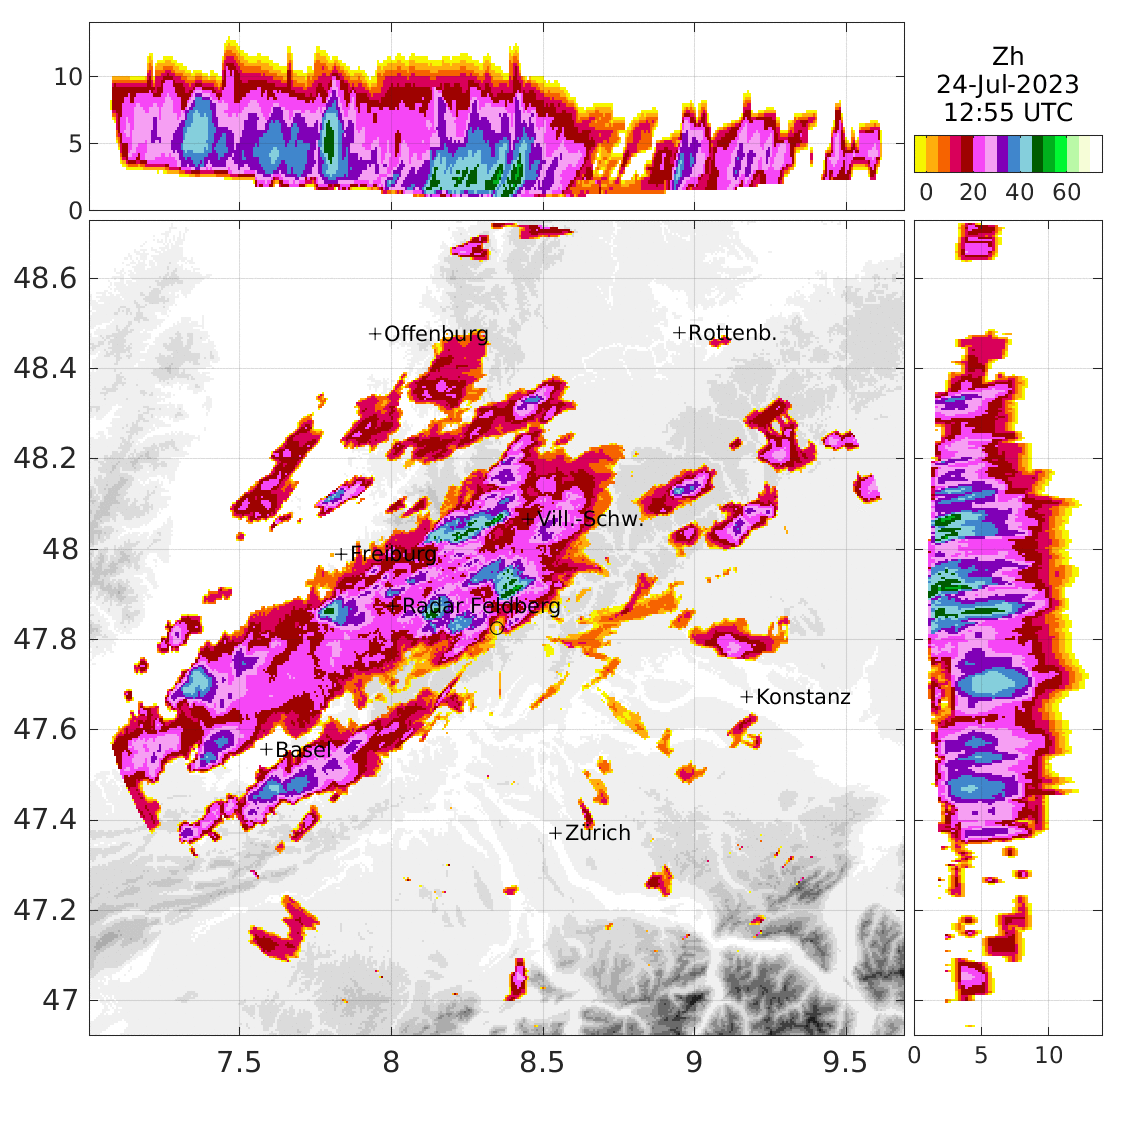 10
5
0
Zh
24-Jul-2023
12:55 UTC
0 20 40 60
48.6
48.4
48.2
48
47.8
47.6
47.4
47.2
47
+Offenburg
+Rottenb.
+Vill.-Schw.
+Freiburg
+Radar Feldberg
+Konstanz
+Basel
+Zürich
7.5 8 8.5 9 9.5
0 5 10